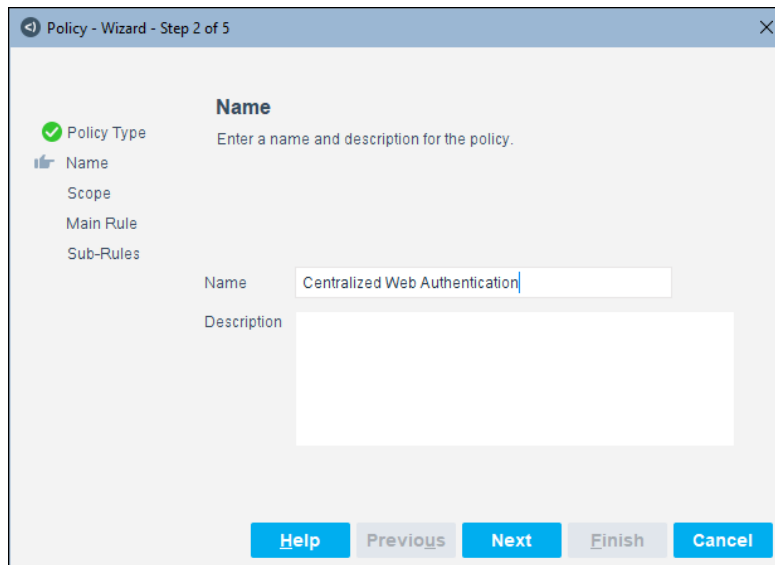 Policy - Wizard - Step 2 of 5
Name
Enter a name and description for the policy.
Policy Type
Name
Scope
Main Rule
Sub-Rules
Name
Centralized Web Authentication
Description
Help
Previous
Next
Finish
Cancel